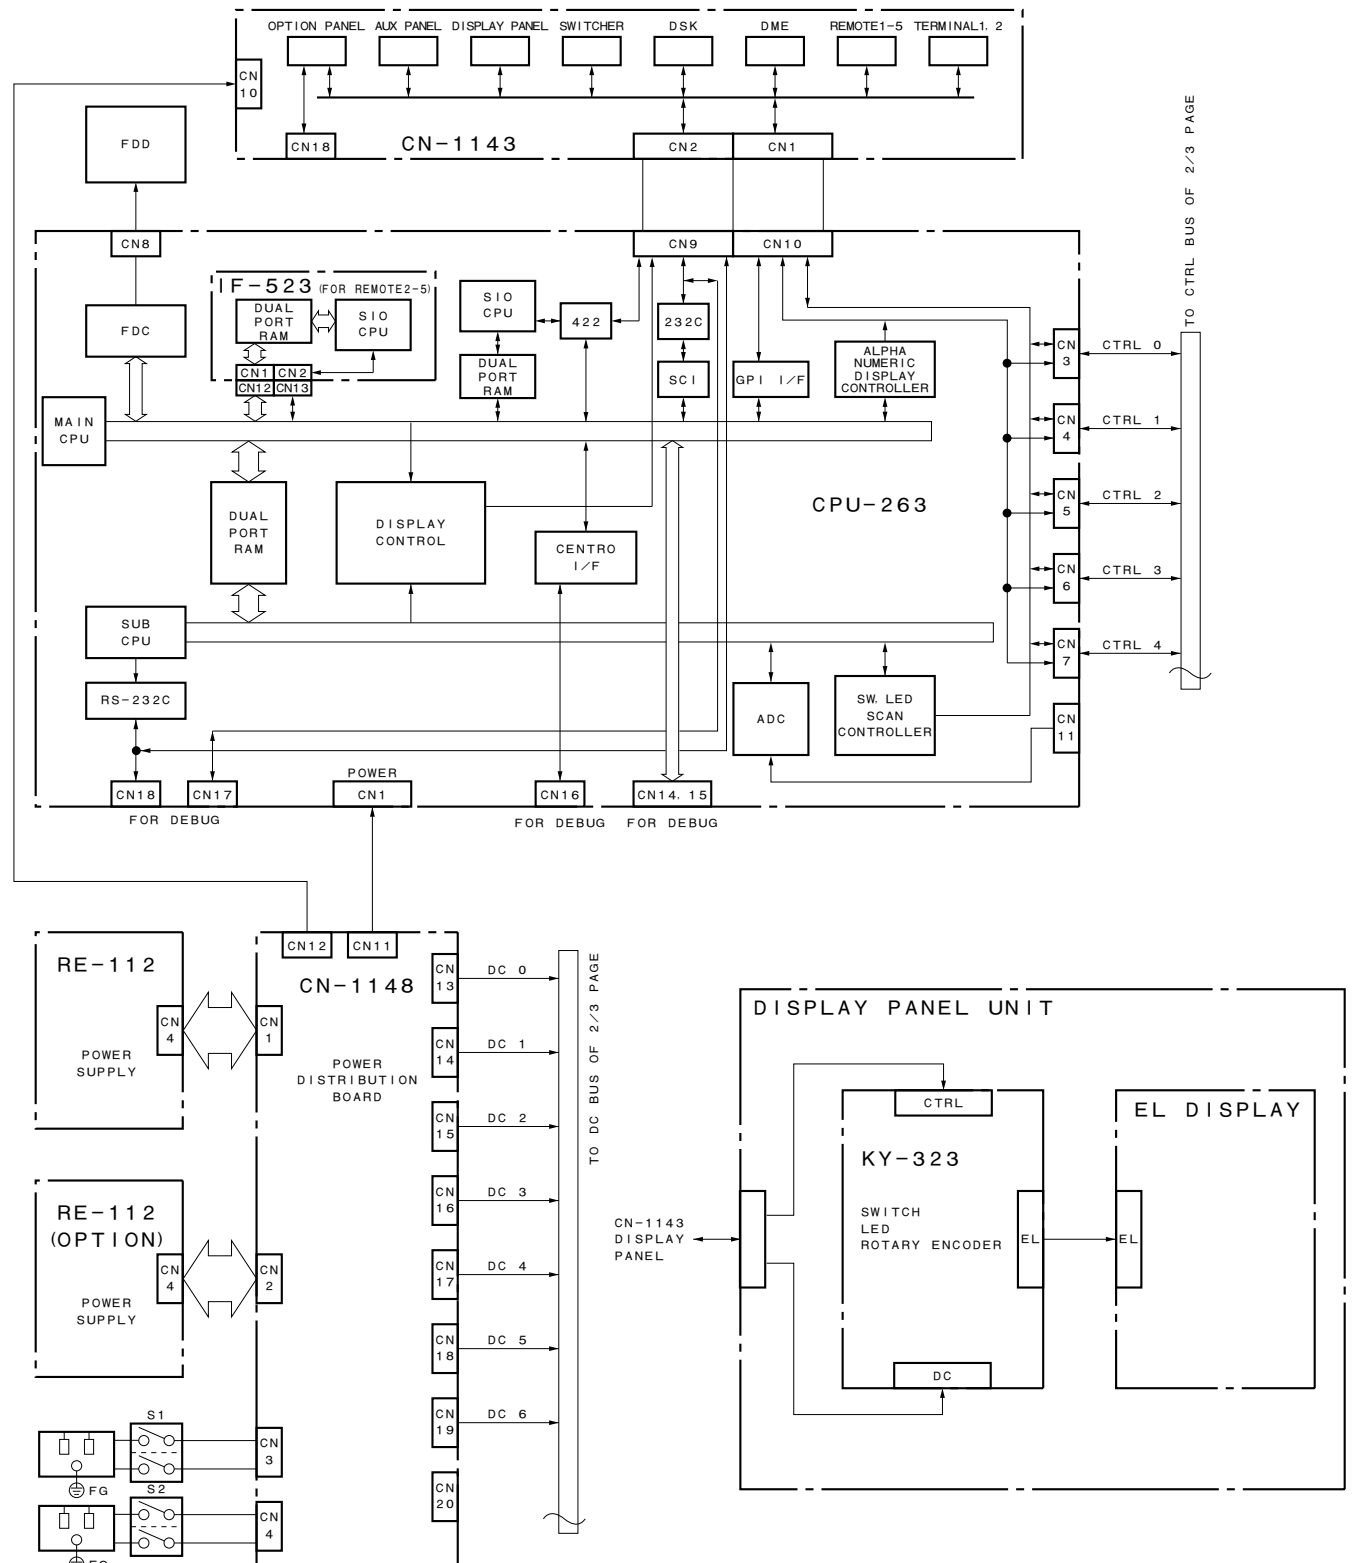 OPTION PANEL AUX PANEL DISPLAY PANEL SWITCHER DSK DME REMOTE1-5 TERMINAL1, 2
CN
10
CN18
CN-1143
CN2
CN1
TO CTRL BUS OF 2/3 PAGE
FDD
CN8
CN9
CN10
IF-523 (FOR REMOTE2-5)
DUAL
PORT
RAM
SIO
CPU
CN1
CN2
CN12
CN13
FDC
SIO
CPU
422
232C
DUAL
PORT
RAM
SCI
GPI I/F
ALPHA
NUMERIC
DISPLAY
CONTROLLER
CN
3
CTRL 0
MAIN
CPU
CN
4
CTRL 1
DUAL
PORT
RAM
DISPLAY
CONTROL
CENTRO
I/F
CPU-263
CN
5
CTRL 2
CN
6
CTRL 3
SUB
CPU
CN
7
CTRL 4
RS-232C
ADC
SW, LED
SCAN
CONTROLLER
CN
11
POWER
CN18
CN17
CN1
CN16
CN14, 15
FOR DEBUG
FOR DEBUG
FOR DEBUG
RE-112
CN
4
POWER
SUPPLY
CN12
CN11
CN-1148
CN
1
POWER
DISTRIBUTION
BOARD
CN
13
DC 0
CN
14
DC 1
CN
15
DC 2
CN
16
DC 3
CN
17
DC 4
CN
18
DC 5
CN
19
DC 6
CN
20
TO DC BUS OF 2/3 PAGE
RE-112
(OPTION)
CN
4
POWER
SUPPLY
CN
2
S1
CN
3
FG
S2
CN
4
FG
DISPLAY PANEL UNIT
CTRL
KY-323
SWITCH
LED
ROTARY ENCODER
EL
DC
EL DISPLAY
EL
CN-1143
DISPLAY
PANEL